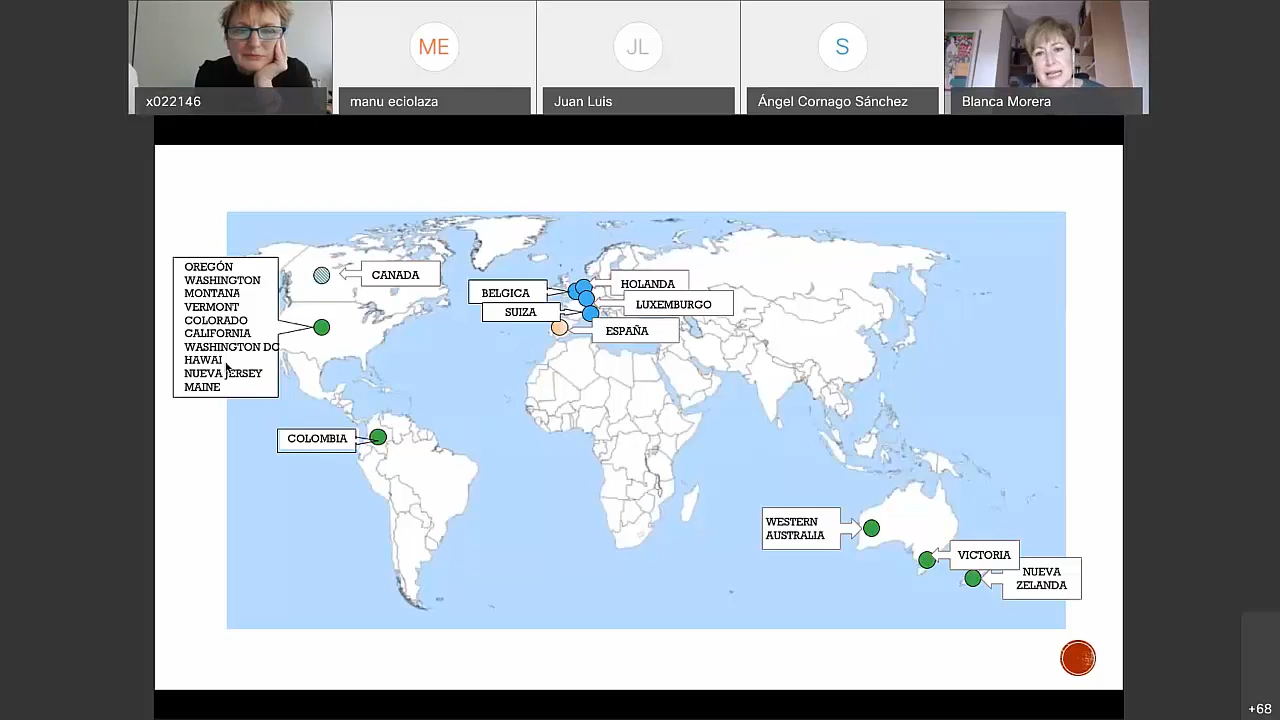 ME
JL
S
x022146
manu eciolaza
Juan Luis
Ángel Cornago Sánchez
Blanca Morera
OREGÓN
WASHINGTON
MONTANA
VERMONT
COLORADO
CALIFORNIA
WASHINGTON DC
HAWAI
NUEVA JERSEY
MAINE
CANADA
BELGICA
HOLANDA
LUXEMBURGO
SUIZA
ESPAÑA
COLOMBIA
WESTERN
AUSTRALIA
VICTORIA
NUEVA
ZELANDA
+68